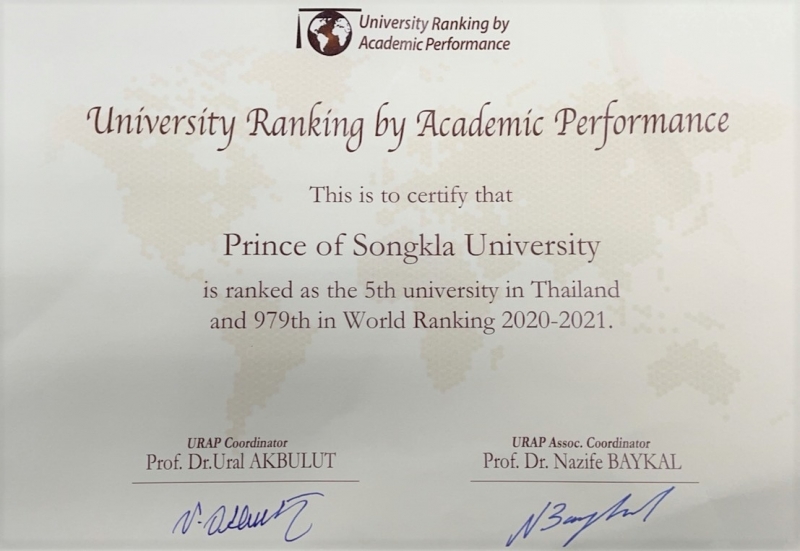 University Ranking by
Academic Performance
University Ranking by Academic Performance
This is to certify that
Prince of Songkla University
is ranked as the 5th university in Thailand
and 979th in World Ranking 2020-2021.
URAP Coordinator
Prof. Dr.Ural AKBULUT
URAP Assoc. Coordinator
Prof. Dr. Nazife BAYKAL